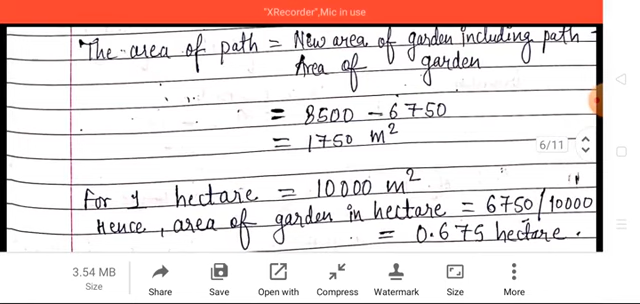 "XRecorder",Mic in use
The area of path = New area of garden including path -
Area of garden
= 8500 - 6750
= 1750 m²
6/11
For 1 hectare = 10000 m²
Hence, area of garden in hectare = 6750/10000
= 0.675 hectare.
3.54 MB
Size
Share
Save
Open with
Compress
Watermark
Size
More